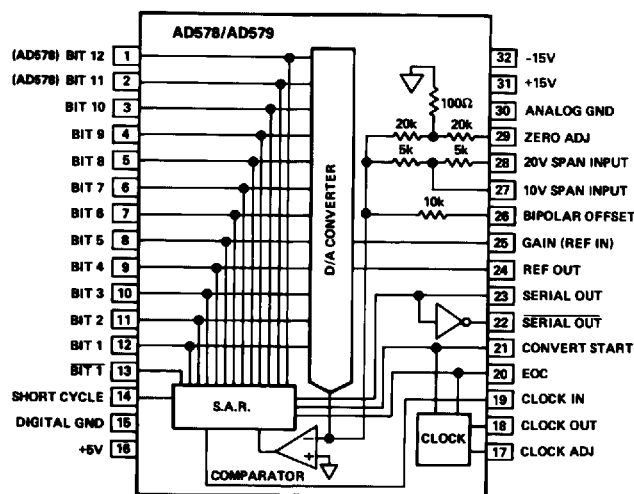 AD578/AD579
(AD578) BIT 12 1
(AD578) BIT 11 2
BIT 10 3
BIT 9 4
BIT 8 5
BIT 7 6
BIT 6 7
BIT 5 8
BIT 4 9
BIT 3 10
BIT 2 11
BIT 1 12
BIT 1 13
SHORT CYCLE 14
DIGITAL GND 15
+5V 16
D/A CONVERTER
S.A.R.
COMPARATOR
−
+
CLOCK
100Ω
20k 20k
5k 5k
10k
32 -15V
31 +15V
30 ANALOG GND
29 ZERO ADJ
28 20V SPAN INPUT
27 10V SPAN INPUT
26 BIPOLAR OFFSET
25 GAIN (REF IN)
24 REF OUT
23 SERIAL OUT
22 SERIAL OUT
21 CONVERT START
20 EOC
19 CLOCK IN
18 CLOCK OUT
17 CLOCK ADJ